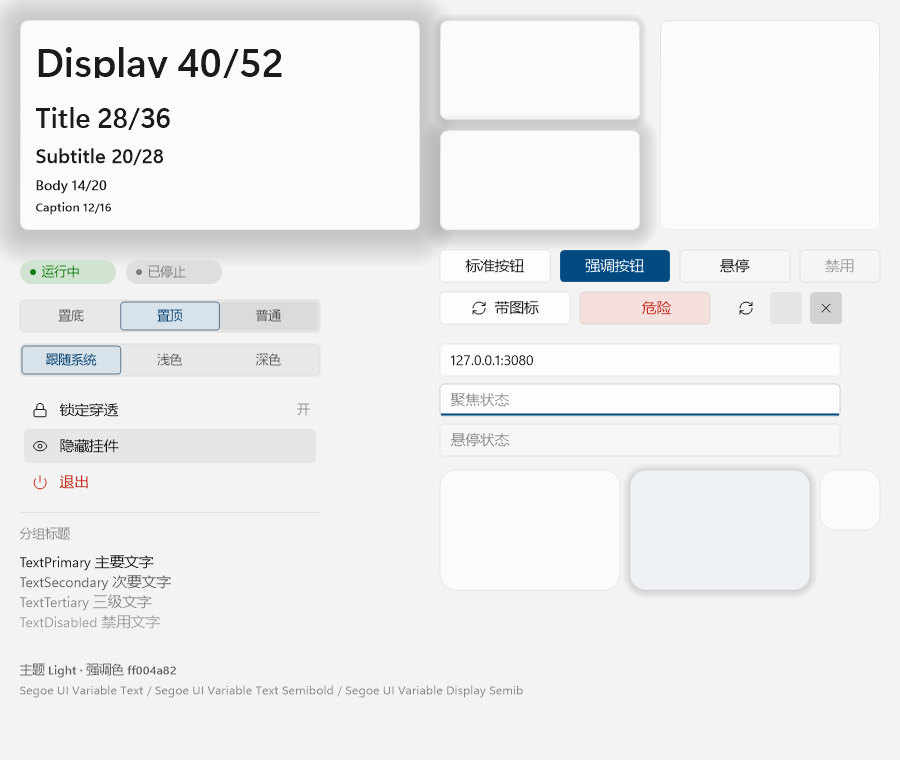 Display 40/52
Title 28/36
Subtitle 20/28
Body 14/20
Caption 12/16
运行中
已停止
置底
置顶
普通
跟随系统
浅色
深色
锁定穿透
开
隐藏挂件
退出
分组标题
TextPrimary 主要文字
TextSecondary 次要文字
TextTertiary 三级文字
TextDisabled 禁用文字
标准按钮
强调按钮
悬停
禁用
带图标
危险
127.0.0.1:3080
聚焦状态
悬停状态
主题 Light · 强调色 ff004a82
Segoe UI Variable Text / Segoe UI Variable Text Semibold / Segoe UI Variable Display Semib